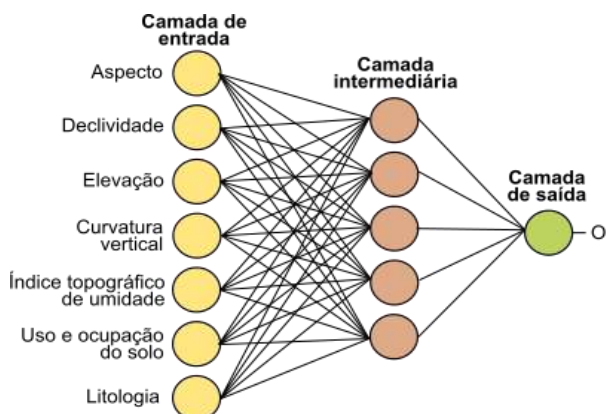 Camada de
entrada
Aspecto
Declividade
Elevação
Curvatura
vertical
Índice topográfico
de umidade
Uso e ocupação
do solo
Litologia
Camada
intermediária
Camada
de saída
O